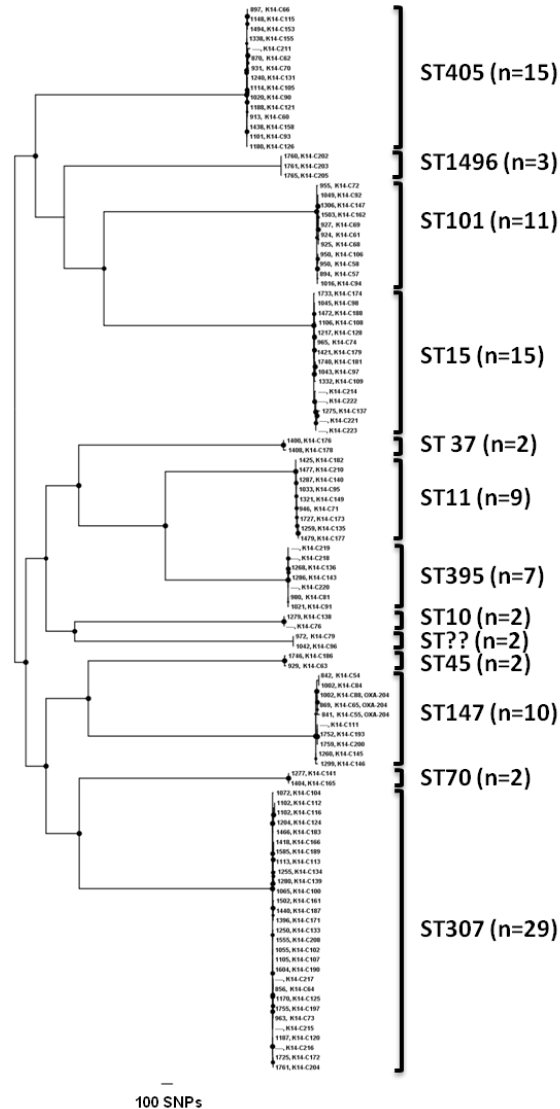 897, K14-C66
1148, K14-C115
1494, K14-C153
1338, K14-C155
----, K14-C211
870, K14-C62
931, K14-C70
1240, K14-C131
1114, K14-C105
1020, K14-C90
1188, K14-C121
913, K14-C60
1438, K14-C158
1101, K14-C93
1180, K14-C126
ST405 (n=15)
1760, K14-C202
1761, K14-C203
1765, K14-C205
ST1496 (n=3)
955, K14-C72
1049, K14-C92
1306, K14-C147
1503, K14-C162
927, K14-C69
924, K14-C61
925, K14-C68
950, K14-C106
950, K14-C58
894, K14-C57
1016, K14-C94
ST101 (n=11)
1733, K14-C174
1045, K14-C98
1472, K14-C188
1106, K14-C108
1217, K14-C128
965, K14-C74
1421, K14-C179
1740, K14-C181
1043, K14-C97
1332, K14-C109
----, K14-C214
----, K14-C222
1275, K14-C137
----, K14-C221
----, K14-C223
ST15 (n=15)
1400, K14-C176
1408, K14-C178
ST 37 (n=2)
1425, K14-C182
1477, K14-C210
1287, K14-C140
1033, K14-C95
1321, K14-C149
946, K14-C71
1727, K14-C173
1259, K14-C135
1479, K14-C177
ST11 (n=9)
----, K14-C219
----, K14-C218
1268, K14-C136
1286, K14-C143
----, K14-C220
980, K14-C81
1021, K14-C91
ST395 (n=7)
1279, K14-C138
----, K14-C76
ST10 (n=2)
972, K14-C79
1042, K14-C96
ST?? (n=2)
1746, K14-C186
929, K14-C63
ST45 (n=2)
842, K14-C54
1002, K14-C84
1002, K14-C88, OXA-204
869, K14-C65, OXA-204
841, K14-C55, OXA-204
----, K14-C111
1752, K14-C193
1759, K14-C200
1260, K14-C145
1299, K14-C146
ST147 (n=10)
1277, K14-C141
1404, K14-C165
ST70 (n=2)
1072, K14-C104
1102, K14-C112
1102, K14-C116
1204, K14-C124
1466, K14-C183
1418, K14-C166
1585, K14-C189
1113, K14-C113
1255, K14-C134
1280, K14-C139
1065, K14-C100
1502, K14-C161
1440, K14-C187
1396, K14-C171
1250, K14-C133
1555, K14-C208
1055, K14-C102
1105, K14-C107
1604, K14-C190
----, K14-C217
856, K14-C64
1170, K14-C125
1755, K14-C197
963, K14-C73
----, K14-C215
1187, K14-C120
----, K14-C216
1725, K14-C172
1761, K14-C204
ST307 (n=29)
100 SNPs